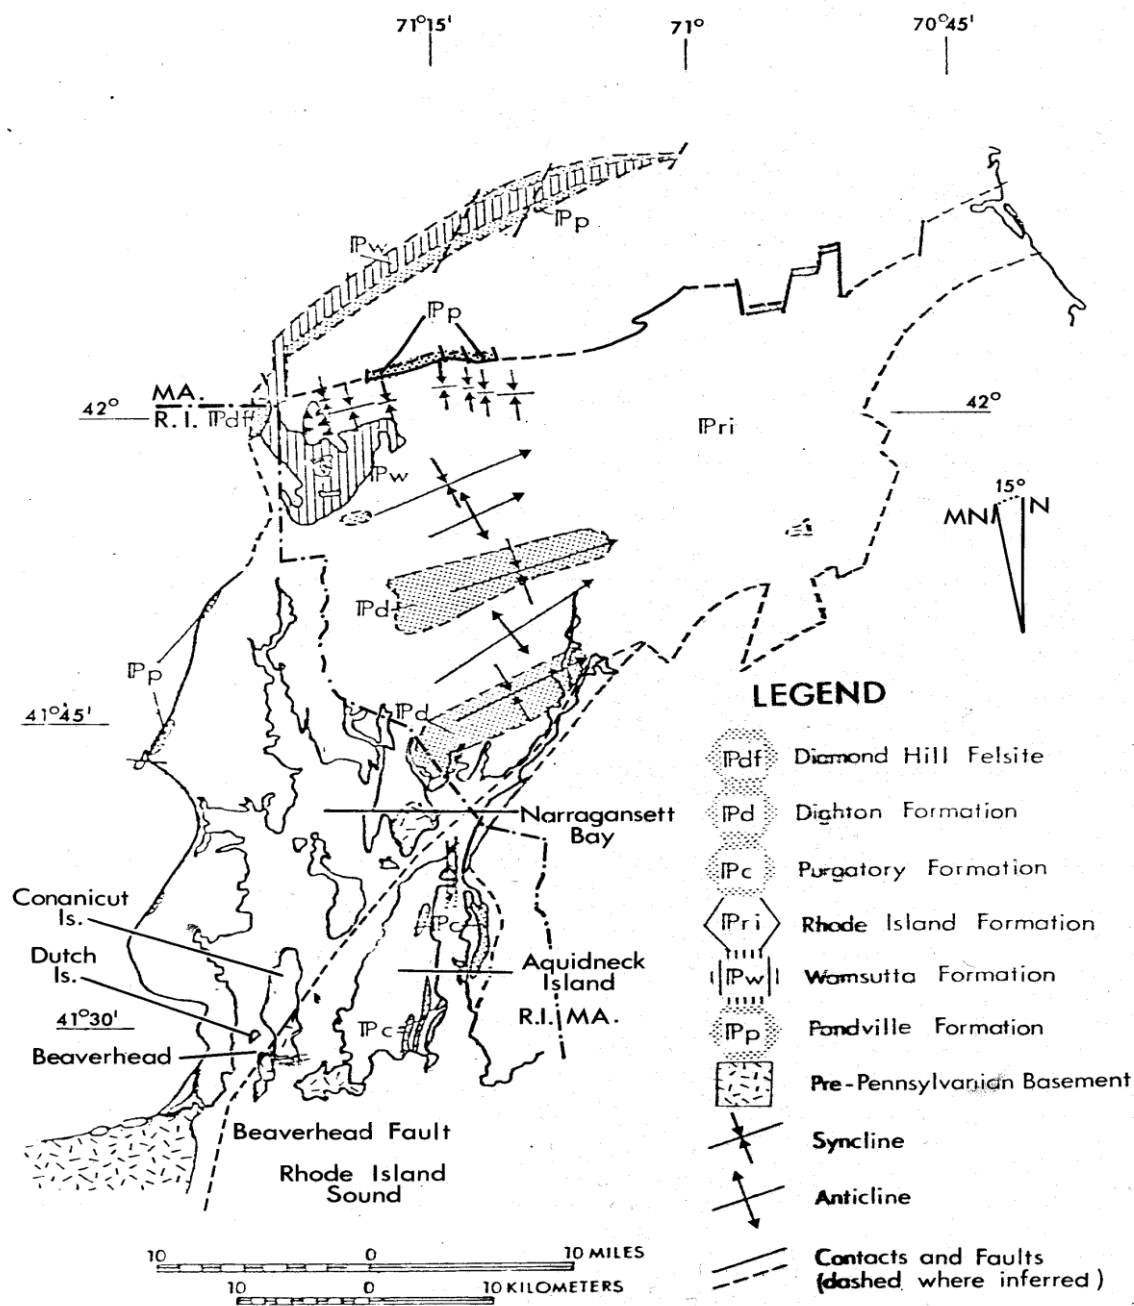 71°15'
71°
70°45'
ℙw
ℙp
ℙp
MA.
42°
R.I.
ℙdf
42°
ℙri
ℙw
15°
MN
N
ℙd
ℙp
LEGEND
41°45'
ℙd
ℙdf Diamond Hill Felsite
ℙd Dighton Formation
Narragansett
Bay
ℙc Purgatory Formation
Conanicut
Is.
ℙc
ℙri Rhode Island Formation
Dutch
Is.
Aquidneck
Island
ℙw Wamsutta Formation
41°30'
R.I. MA.
ℙc
ℙp Pondville Formation
Beaverhead
Pre-Pennsylvanian Basement
Beaverhead Fault
Syncline
Rhode Island
Sound
Anticline
10 0 10 MILES
Contacts and Faults
(dashed where inferred)
10 0 10 KILOMETERS